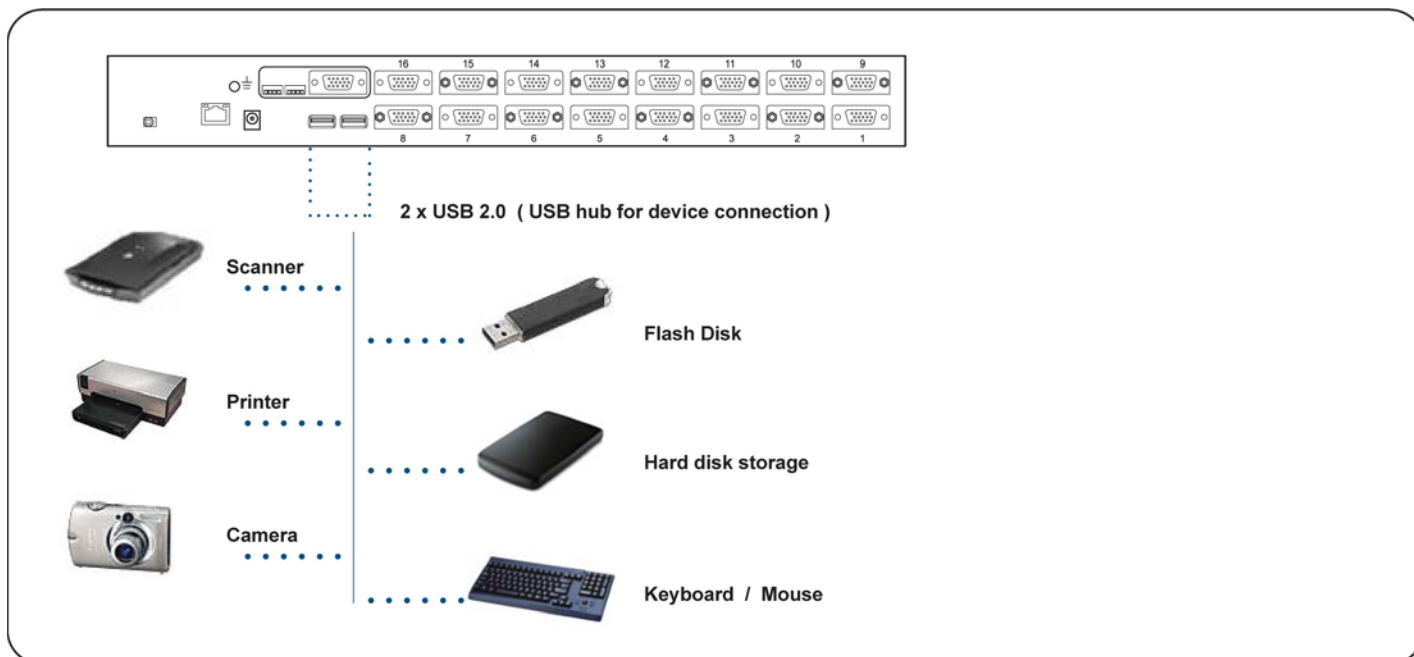 16 15 14 13 12 11 10 9
8 7 6 5 4 3 2 1
2 x USB 2.0 ( USB hub for device connection )
Scanner
Flash Disk
Printer
Hard disk storage
Camera
Keyboard / Mouse